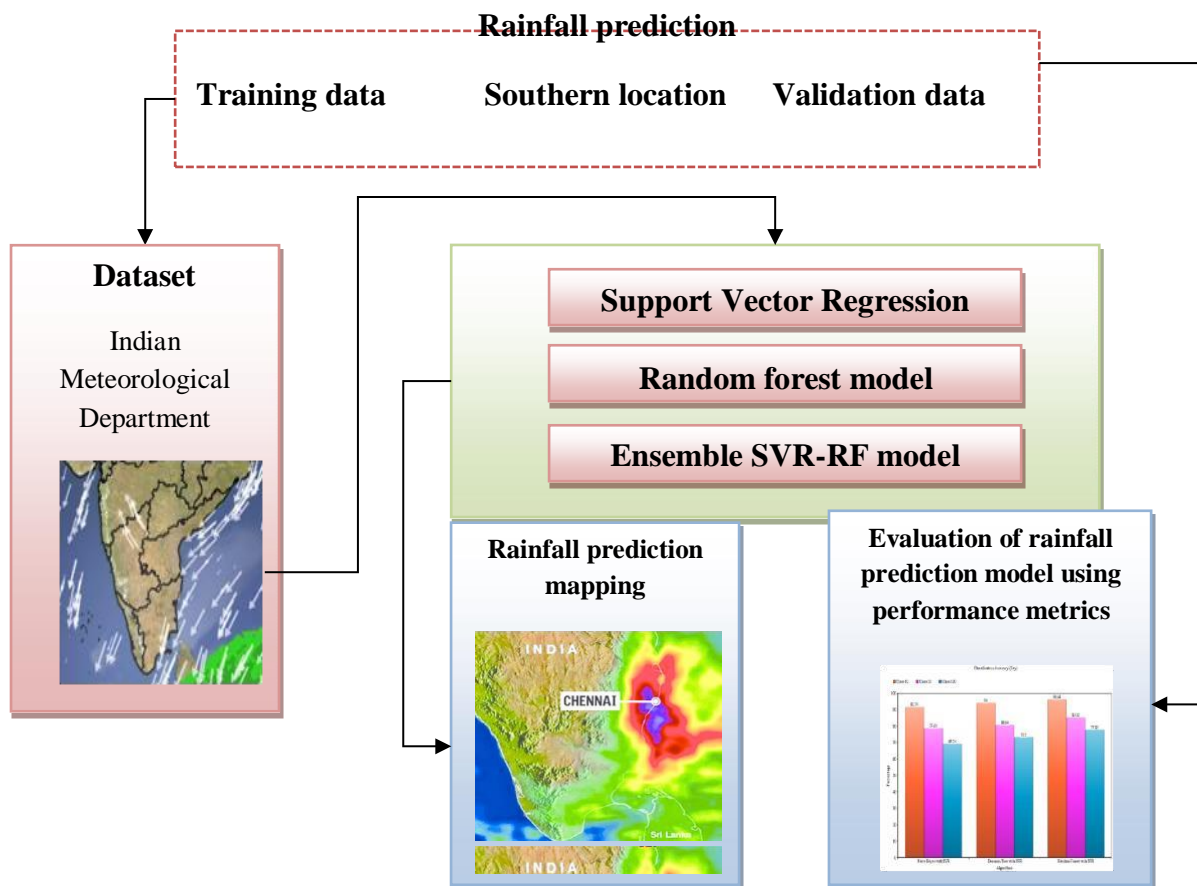 Rainfall prediction
Training data
Southern location
Validation data
Dataset
Indian
Meteorological
Department
Support Vector Regression
Random forest model
Ensemble SVR-RF model
Rainfall prediction
mapping
INDIA
CHENNAI
Sri Lanka
INDIA
Evaluation of rainfall
prediction model using
performance metrics